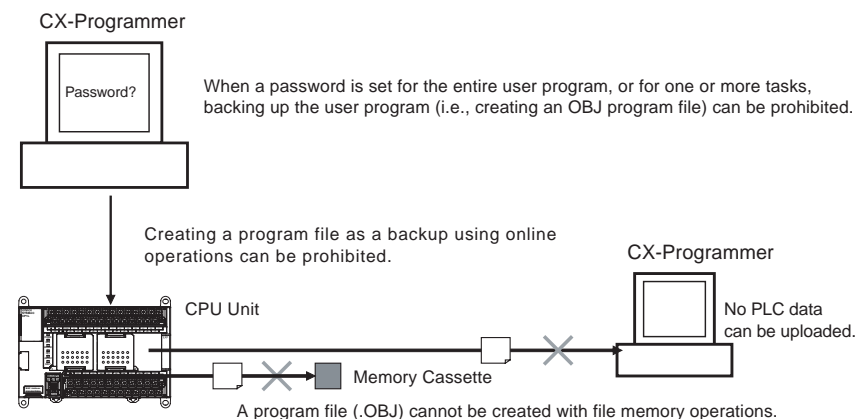 CX-Programmer
Password?
When a password is set for the entire user program, or for one or more tasks,
backing up the user program (i.e., creating an OBJ program file) can be prohibited.
Creating a program file as a backup using online
operations can be prohibited.
CX-Programmer
CPU Unit
No PLC data
can be uploaded.
Memory Cassette
A program file (.OBJ) cannot be created with file memory operations.